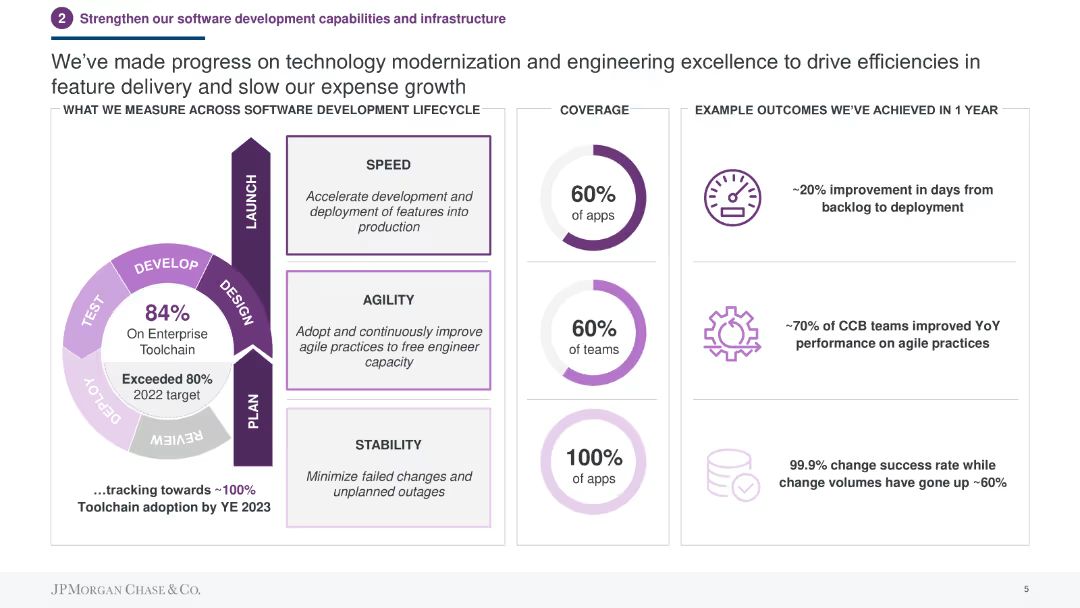 2 Strengthen our software development capabilities and infrastructure
We've made progress on technology modernization and engineering excellence to drive efficiencies in
feature delivery and slow our expense growth
WHAT WE MEASURE ACROSS SOFTWARE DEVELOPMENT LIFECYCLE
LAUNCH
DEVELOP
DESIGN
TEST
84%
On Enterprise
Toolchain
Exceeded 80%
2022 target
DEPLOY
REVIEW
PLAN
…tracking towards ~100%
Toolchain adoption by YE 2023
SPEED
Accelerate development and
deployment of features into
production
AGILITY
Adopt and continuously improve
agile practices to free engineer
capacity
STABILITY
Minimize failed changes and
unplanned outages
COVERAGE
60%
of apps
60%
of teams
100%
of apps
EXAMPLE OUTCOMES WE'VE ACHIEVED IN 1 YEAR
~20% improvement in days from
backlog to deployment
~70% of CCB teams improved YoY
performance on agile practices
99.9% change success rate while
change volumes have gone up ~60%
JPMORGAN CHASE & CO.
5